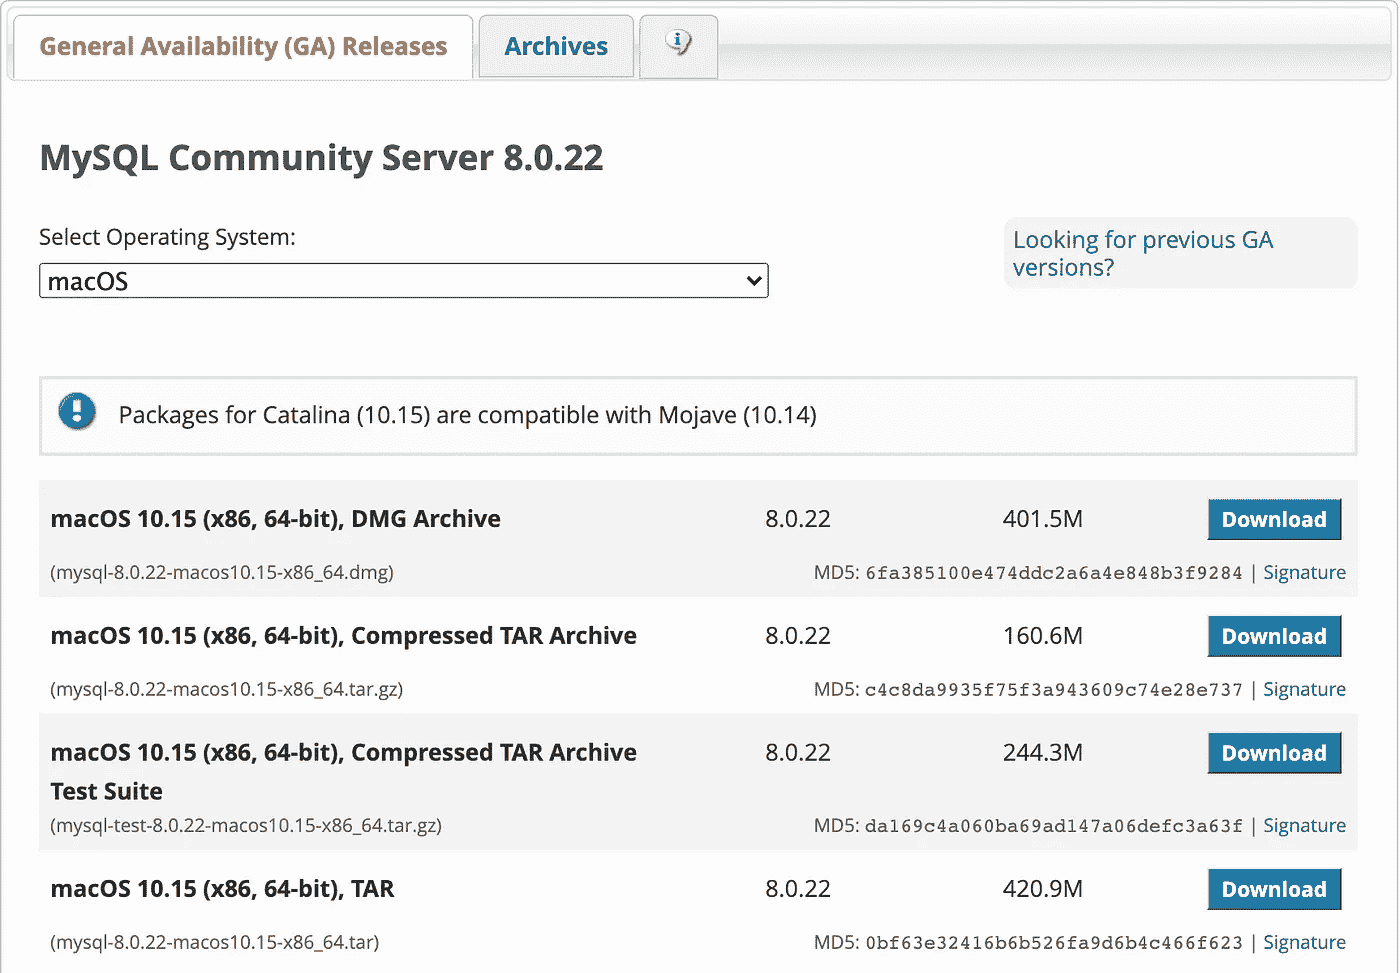 General Availability (GA) Releases
Archives
MySQL Community Server 8.0.22
Select Operating System:
macOS
Looking for previous GA
versions?
Packages for Catalina (10.15) are compatible with Mojave (10.14)
macOS 10.15 (x86, 64-bit), DMG Archive 8.0.22 401.5M Download
(mysql-8.0.22-macos10.15-x86_64.dmg) MD5: 6fa385100e474ddc2a6a4e848b3f9284 | Signature
macOS 10.15 (x86, 64-bit), Compressed TAR Archive 8.0.22 160.6M Download
(mysql-8.0.22-macos10.15-x86_64.tar.gz) MD5: c4c8da9935f75f3a943609c74e28e737 | Signature
macOS 10.15 (x86, 64-bit), Compressed TAR Archive 8.0.22 244.3M Download
Test Suite
(mysql-test-8.0.22-macos10.15-x86_64.tar.gz) MD5: da169c4a060ba69ad147a06defc3a63f | Signature
macOS 10.15 (x86, 64-bit), TAR 8.0.22 420.9M Download
(mysql-8.0.22-macos10.15-x86_64.tar) MD5: 0bf63e32416b6b526fa9d6b4c466f623 | Signature